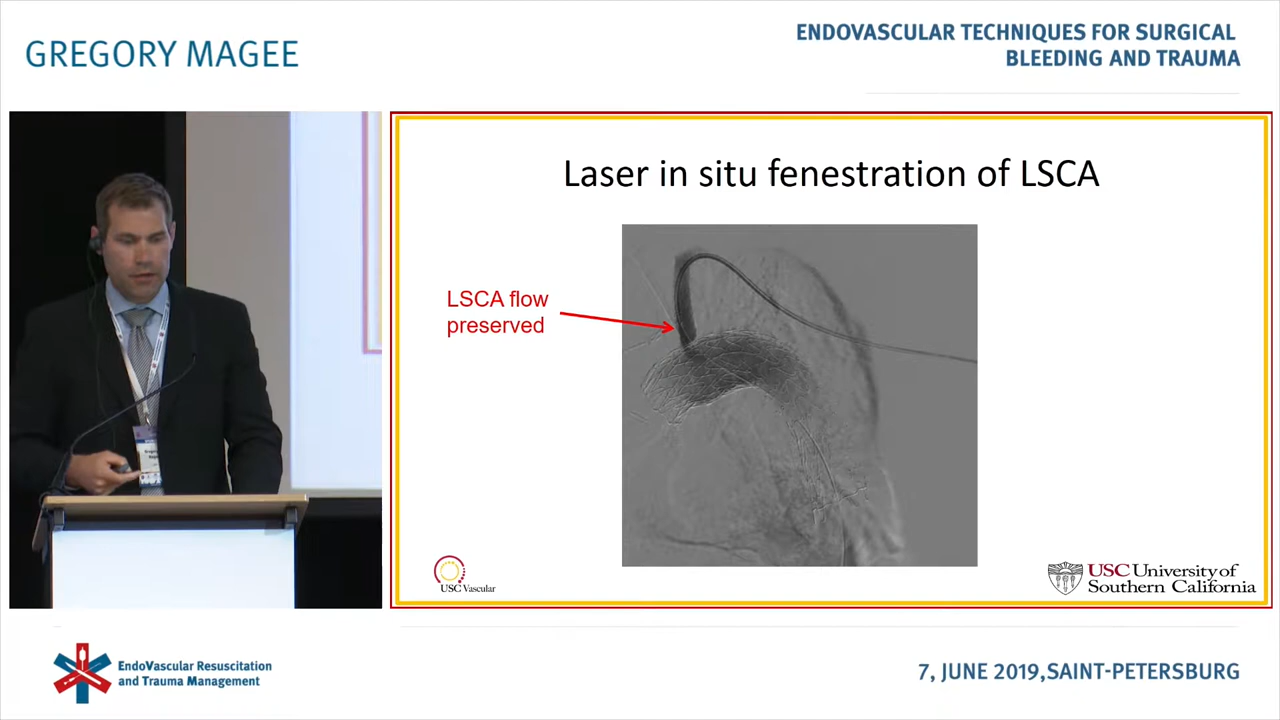 GREGORY MAGEE
ENDOVASCULAR TECHNIQUES FOR SURGICAL
BLEEDING AND TRAUMA
Laser in situ fenestration of LSCA
LSCA flow
preserved
USC Vascular
USC University of
Southern California
EndoVascular Resuscitation
and Trauma Management
7, JUNE 2019,SAINT-PETERSBURG